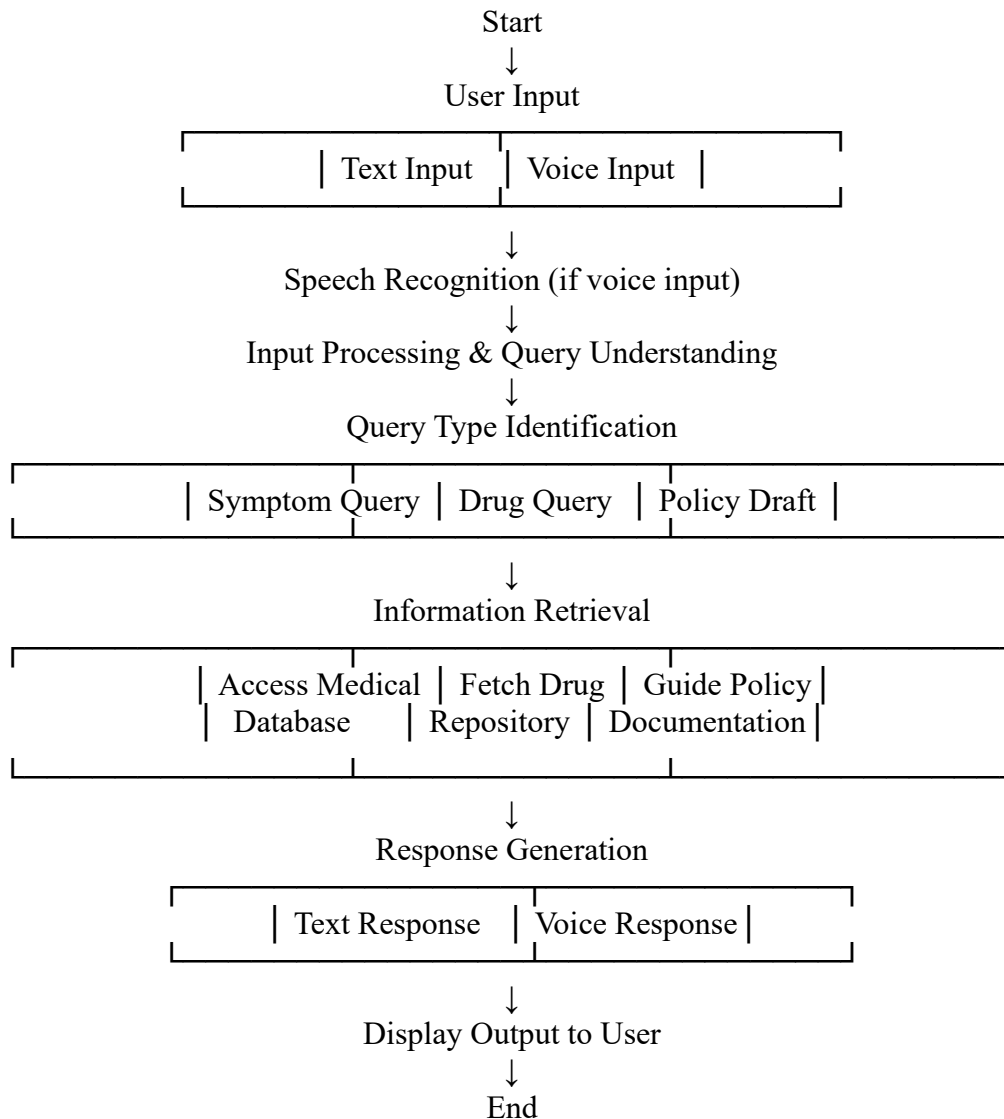 Start
↓
User Input
| Text Input | Voice Input |
↓
Speech Recognition (if voice input)
↓
Input Processing & Query Understanding
↓
Query Type Identification
| Symptom Query | Drug Query | Policy Draft |
↓
Information Retrieval
| Access Medical | Fetch Drug | Guide Policy|
| Database | Repository | Documentation|
↓
Response Generation
| Text Response | Voice Response|
↓
Display Output to User
↓
End